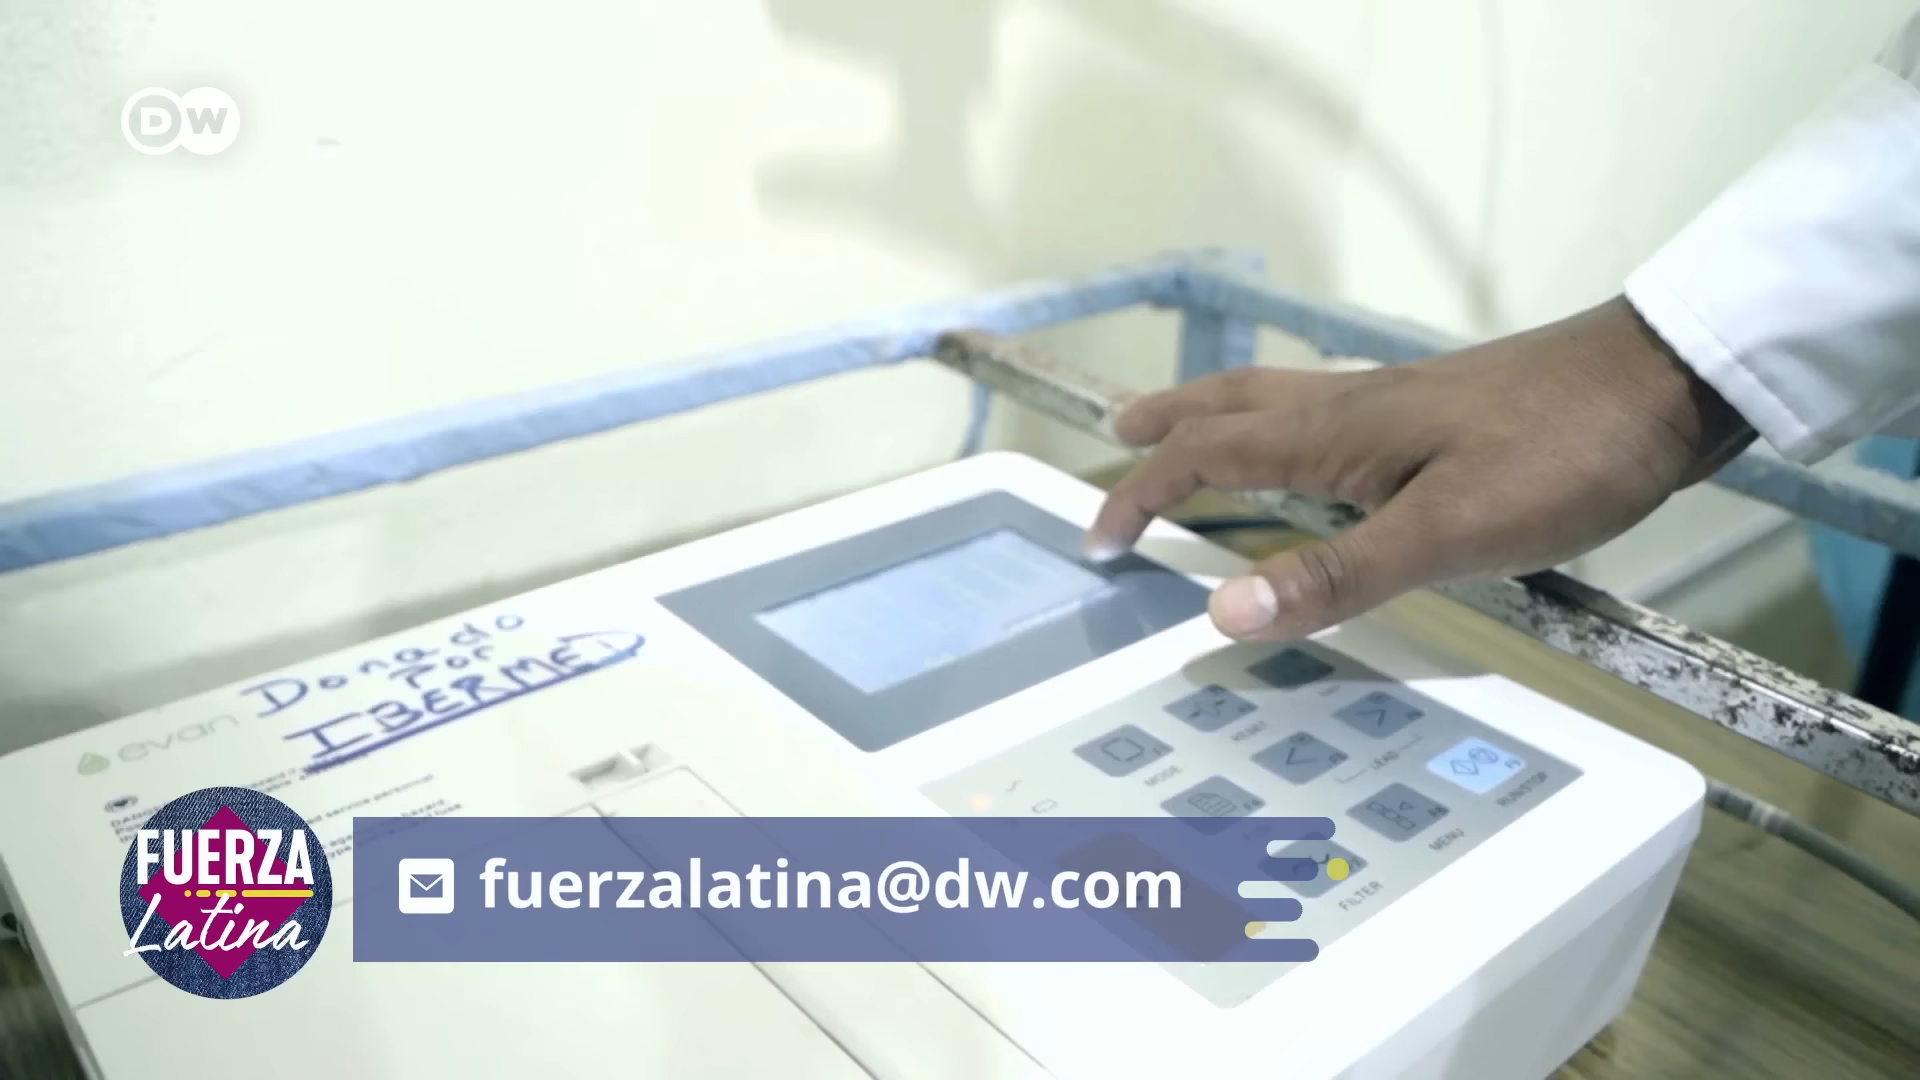 DW
Donado
Por
IBERMED
evan
MODE
RESET
LEAD
RUN/STOP
MENU
FILTER
FUERZA
Latina
fuerzalatina@dw.com